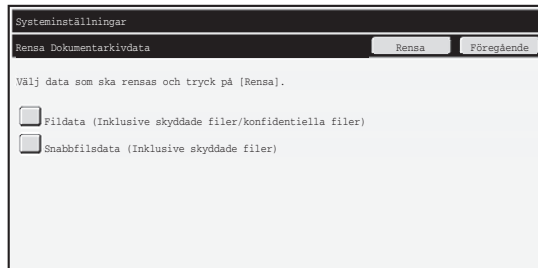 Systeminställningar
Rensa Dokumentarkivdata Rensa Föregående
Välj data som ska rensas och tryck på [Rensa].
Fildata (Inklusive skyddade filer/konfidentiella filer)
Snabbfilsdata (Inklusive skyddade filer)